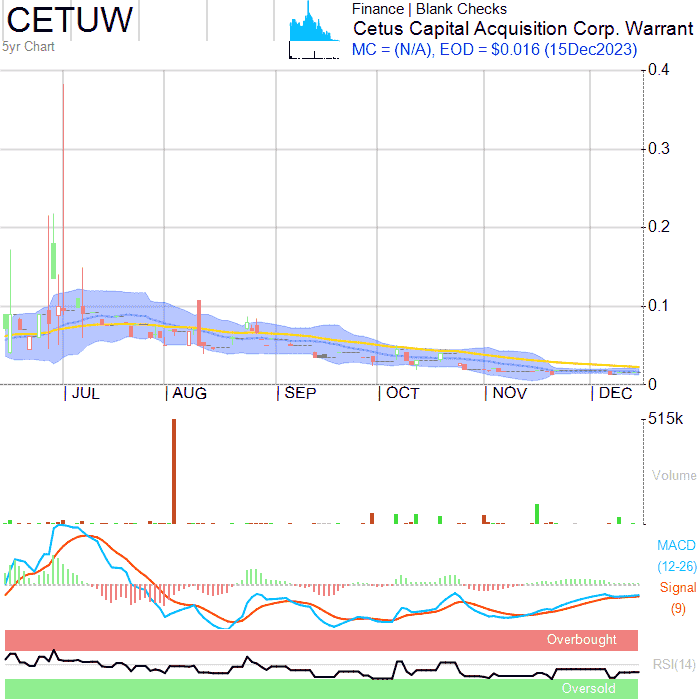 CETUW
5yr Chart
Finance | Blank Checks
Cetus Capital Acquisition Corp. Warrant
MC = (N/A), EOD = $0.016 (15Dec2023)
0.4
0.3
0.2
0.1
0
JUL AUG SEP OCT NOV DEC
515k
Volume
MACD
(12-26)
Signal
(9)
Overbought
RSI(14)
Oversold